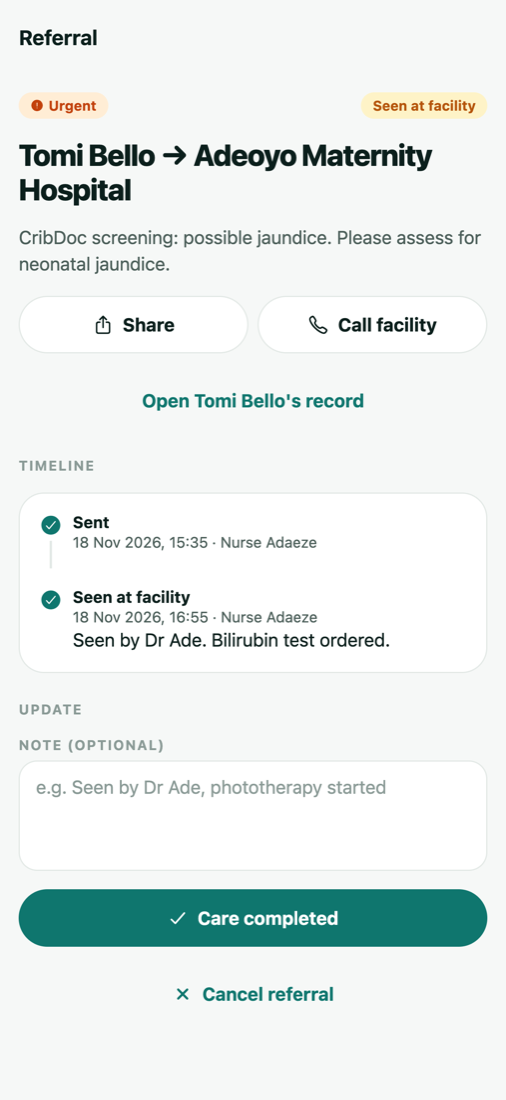 Referral
Urgent
Seen at facility
Tomi Bello → Adeoyo Maternity
Hospital
CribDoc screening: possible jaundice. Please assess for
neonatal jaundice.
Share
Call facility
Open Tomi Bello's record
TIMELINE
Sent
18 Nov 2026, 15:35 · Nurse Adaeze
Seen at facility
18 Nov 2026, 16:55 · Nurse Adaeze
Seen by Dr Ade. Bilirubin test ordered.
UPDATE
NOTE (OPTIONAL)
e.g. Seen by Dr Ade, phototherapy started
Care completed
Cancel referral